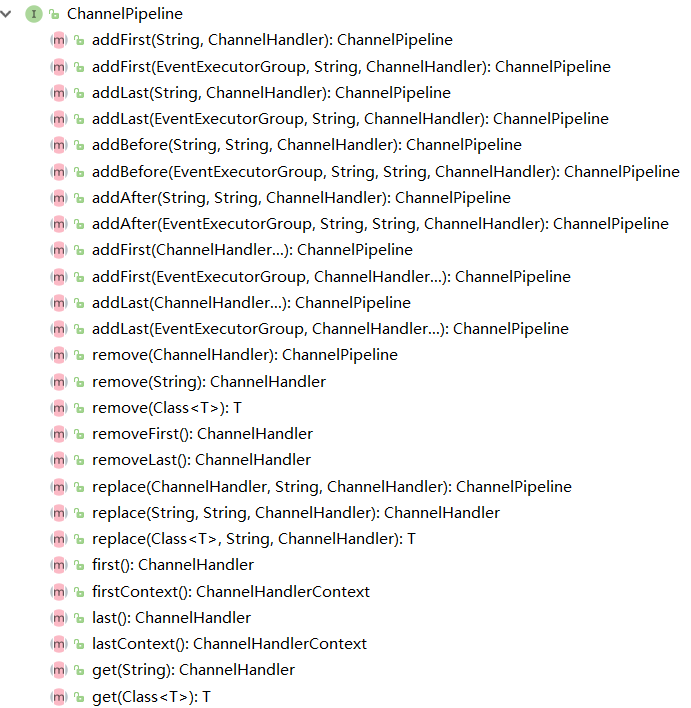 I ChannelPipeline
m addFirst(String, ChannelHandler): ChannelPipeline
m addFirst(EventExecutorGroup, String, ChannelHandler): ChannelPipeline
m addLast(String, ChannelHandler): ChannelPipeline
m addLast(EventExecutorGroup, String, ChannelHandler): ChannelPipeline
m addBefore(String, String, ChannelHandler): ChannelPipeline
m addBefore(EventExecutorGroup, String, String, ChannelHandler): ChannelPipeline
m addAfter(String, String, ChannelHandler): ChannelPipeline
m addAfter(EventExecutorGroup, String, String, ChannelHandler): ChannelPipeline
m addFirst(ChannelHandler...): ChannelPipeline
m addFirst(EventExecutorGroup, ChannelHandler...): ChannelPipeline
m addLast(ChannelHandler...): ChannelPipeline
m addLast(EventExecutorGroup, ChannelHandler...): ChannelPipeline
m remove(ChannelHandler): ChannelPipeline
m remove(String): ChannelHandler
m remove(Class<T>): T
m removeFirst(): ChannelHandler
m removeLast(): ChannelHandler
m replace(ChannelHandler, String, ChannelHandler): ChannelPipeline
m replace(String, String, ChannelHandler): ChannelHandler
m replace(Class<T>, String, ChannelHandler): T
m first(): ChannelHandler
m firstContext(): ChannelHandlerContext
m last(): ChannelHandler
m lastContext(): ChannelHandlerContext
m get(String): ChannelHandler
m get(Class<T>): T